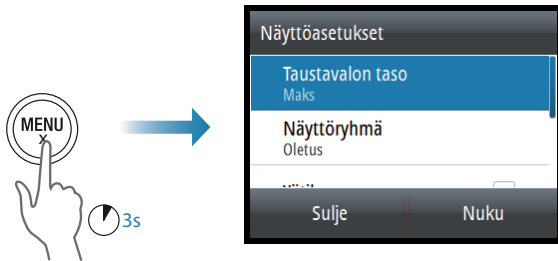 MENU
X
3s
Näyttöasetukset
Taustavalon taso
Maks
Näyttöryhmä
Oletus
Sulje
Nuku